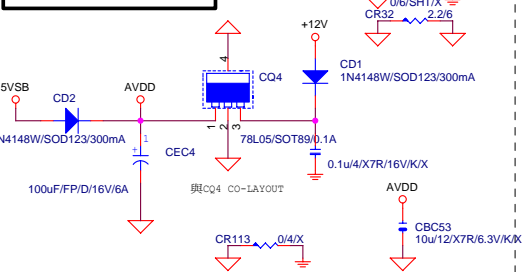 0/6/SHT/X
CR32
2.2/6
+12V
4
CQ4
CD1
1N4148W/SOD123/300mA
5VSB
CD2
AVDD
1
2
3
N4148W/SOD123/300mA
78L05/SOT89/0.1A
1
+
CEC4
0.1u/4/X7R/16V/K/X
100uF/FP/D/16V/6A
與CQ4 CO-LAYOUT
AVDD
CBC53
10u/12/X7R/6.3V/K/X
CR113
0/4/X